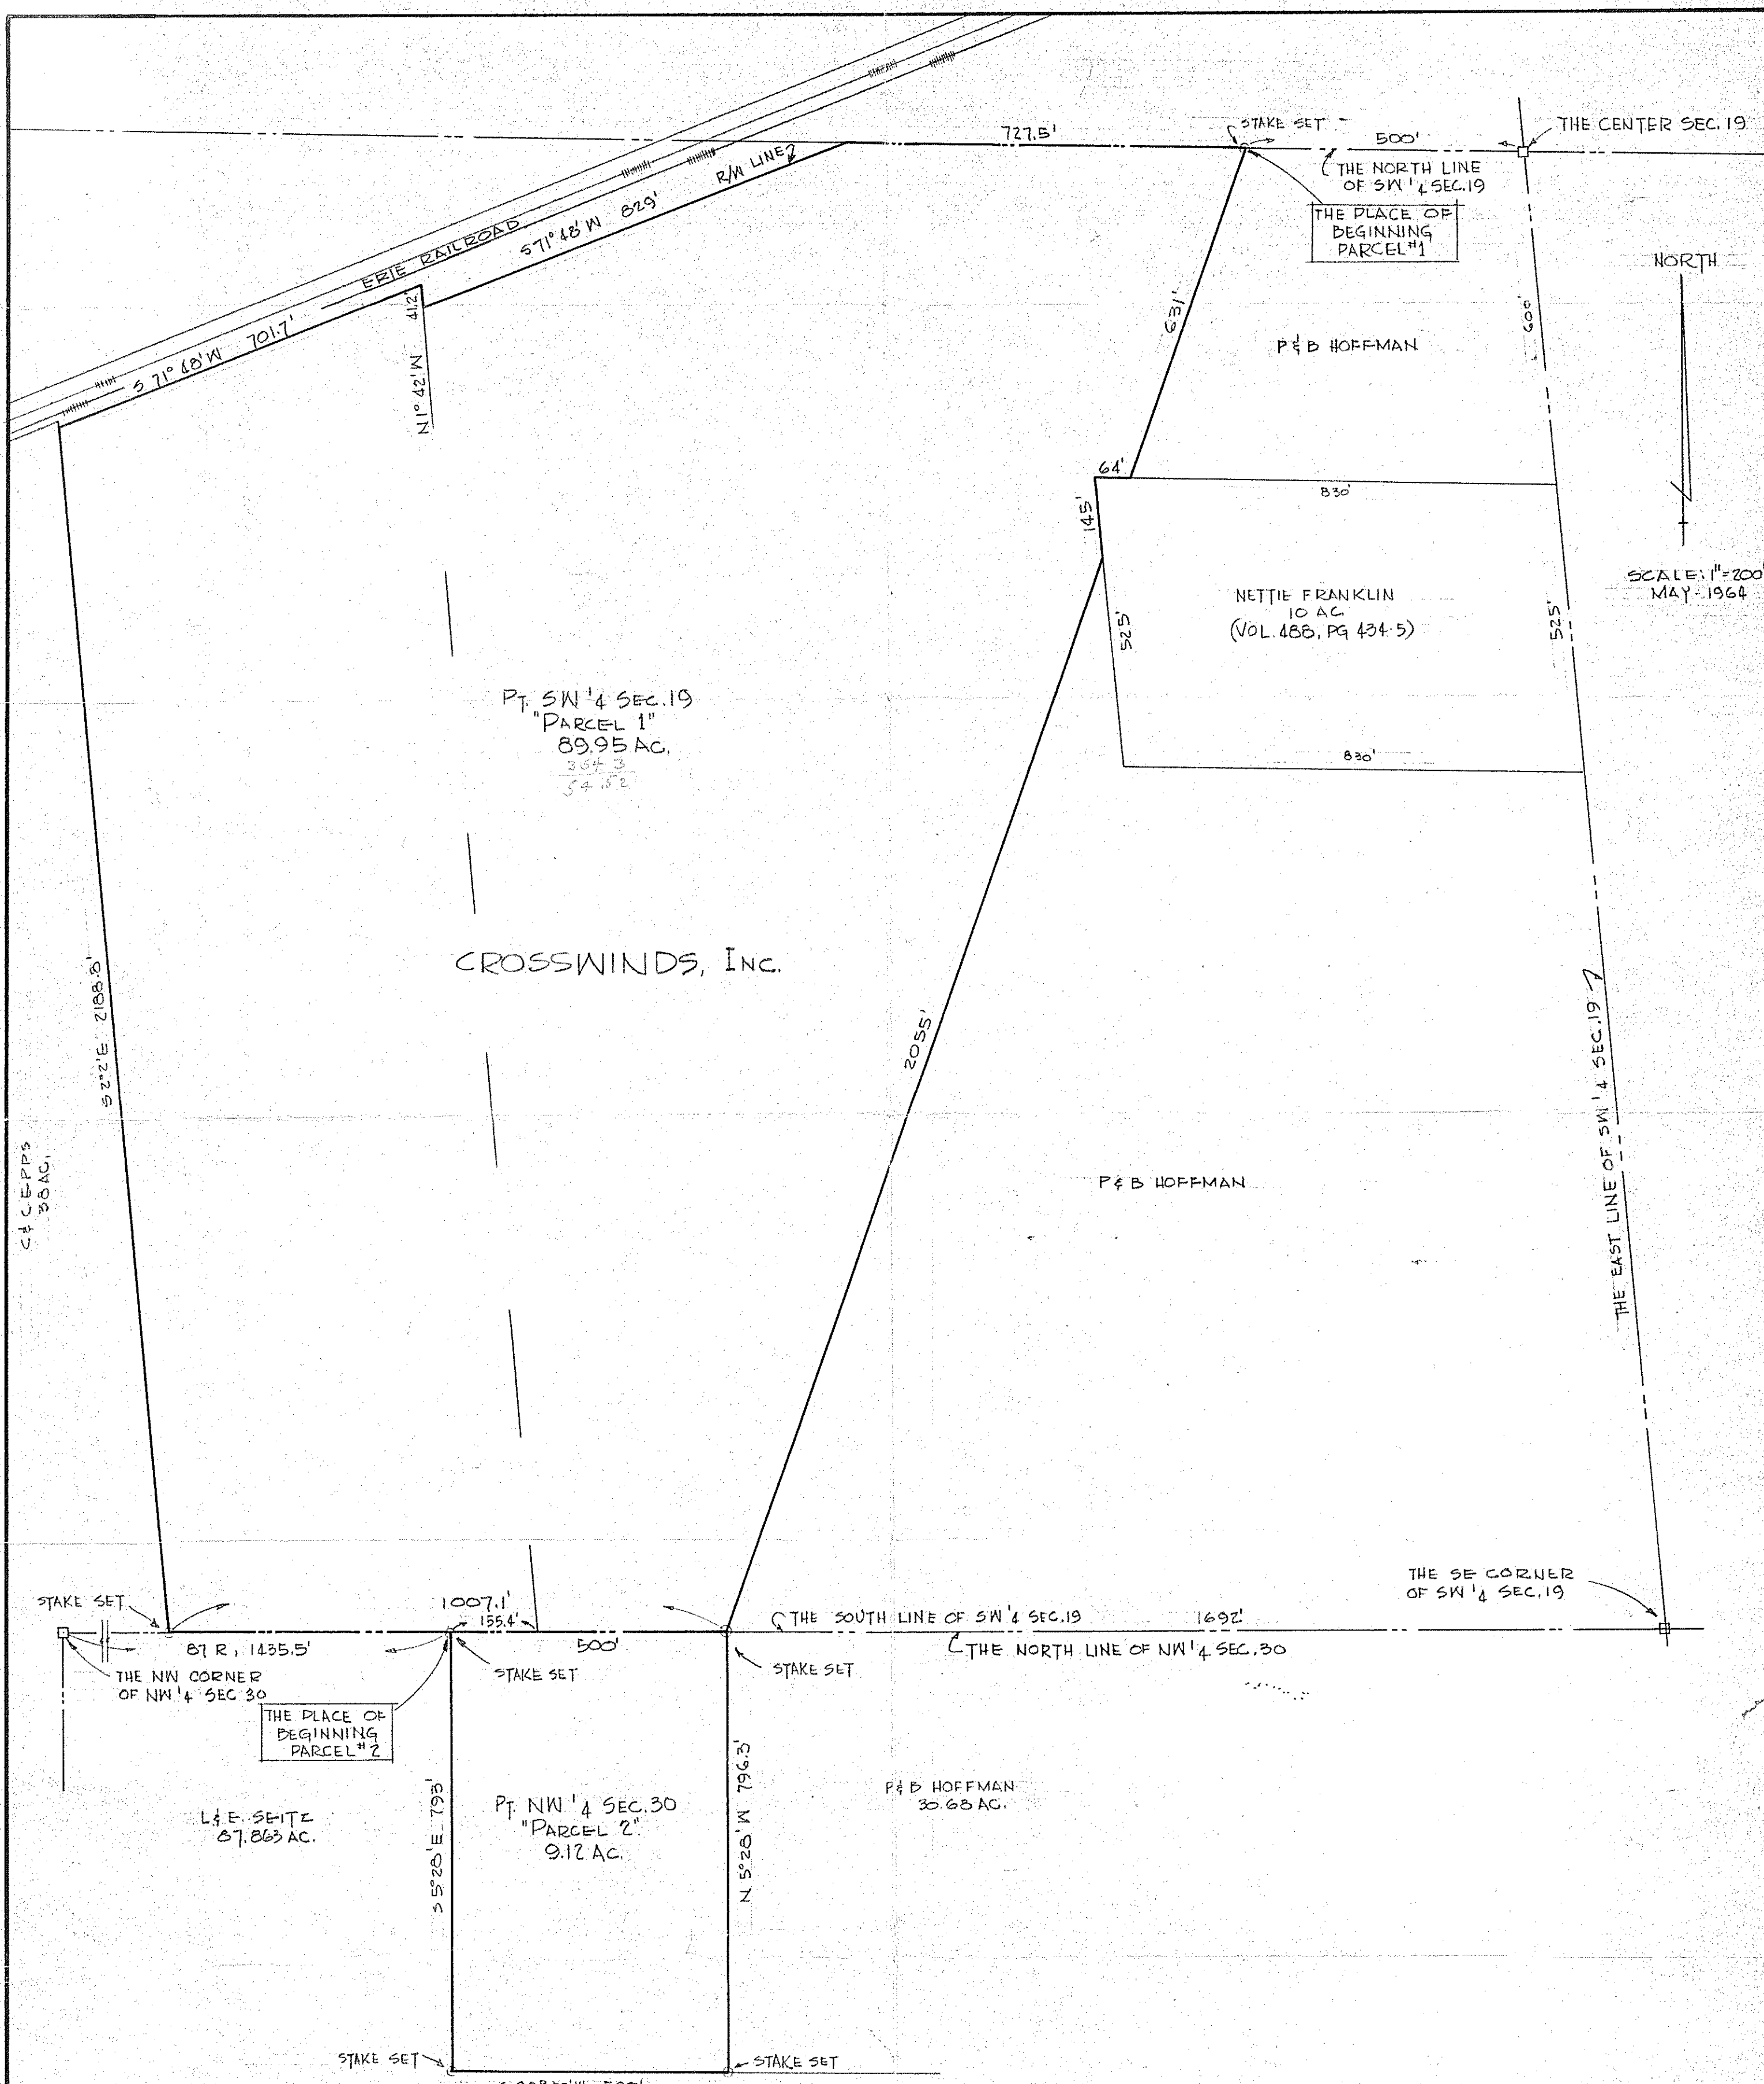 727.5'
STAKE SET
500'
THE CENTER SEC. 19
THE NORTH LINE
OF SW 1/4 SEC.19
THE PLACE OF
BEGINNING
PARCEL #1
NORTH
R/W LINE
S 71° 48' W 829'
ERIE RAILROAD
41.2'
N 1° 42' W
S 71° 48' W 701.7'
631'
P & B HOFFMAN
600'
64'
830'
145'
SCALE: 1"=200'
MAY-1964
NETTIE FRANKLIN
10 AC.
(VOL. 488, PG 434-5)
525'
525'
830'
PT. SW 1/4 SEC.19
"PARCEL 1"
89.95 AC.
54.52
CROSSWINDS, INC.
S 2° 2' E 2188.8'
2055'
THE EAST LINE OF SW 1/4 SEC.19
C & C EPPS
38 AC.
P & B HOFFMAN
THE SE CORNER
OF SW 1/4 SEC.19
STAKE SET
1007.1'
155.4'
THE SOUTH LINE OF SW 1/4 SEC.19
1692'
87 R, 1435.5'
500'
THE NORTH LINE OF NW 1/4 SEC.30
STAKE SET
STAKE SET
THE NW CORNER
OF NW 1/4 SEC 30
THE PLACE OF
BEGINNING
PARCEL #2
L & E. SEITZ
87.863 AC.
S 5° 28' E 793'
PT. NW 1/4 SEC.30
"PARCEL 2"
9.12 AC.
N 5° 28' W 796.3'
P & B HOFFMAN
30.68 AC.
STAKE SET
STAKE SET